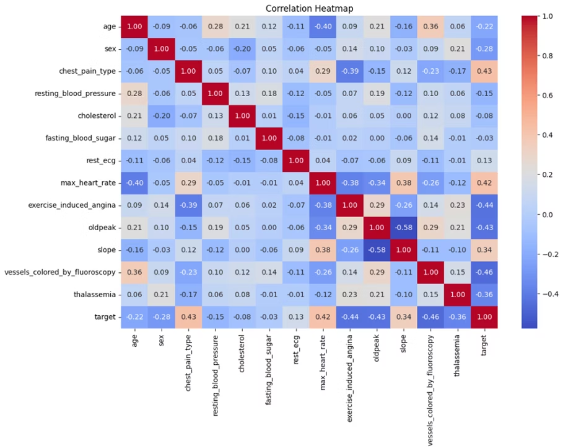 Correlation Heatmap
age 1.00 -0.09 -0.06 0.28 0.21 0.12 -0.11 -0.40 0.09 0.21 -0.16 0.36 0.06 -0.22
sex -0.09 1.00 -0.05 -0.06 -0.20 0.05 -0.06 -0.05 0.14 0.10 -0.03 0.09 0.21 -0.28
chest_pain_type -0.06 -0.05 1.00 0.05 -0.07 0.10 0.04 0.29 -0.39 -0.15 0.12 -0.23 -0.17 0.43
resting_blood_pressure 0.28 -0.06 0.05 1.00 0.13 0.18 -0.12 -0.05 0.07 0.19 -0.12 0.10 0.06 -0.15
cholesterol 0.21 -0.20 -0.07 0.13 1.00 0.01 -0.15 -0.01 0.06 0.05 0.00 0.12 0.08 -0.08
fasting_blood_sugar 0.12 0.05 0.10 0.18 0.01 1.00 -0.08 -0.01 0.02 0.00 -0.06 0.14 -0.01 -0.03
rest_ecg -0.11 -0.06 0.04 -0.12 -0.15 -0.08 1.00 0.04 -0.07 -0.06 0.09 -0.11 -0.01 0.13
max_heart_rate -0.40 -0.05 0.29 -0.05 -0.01 -0.01 0.04 1.00 -0.38 -0.34 0.38 -0.26 -0.12 0.42
exercise_induced_angina 0.09 0.14 -0.39 0.07 0.06 0.02 -0.07 -0.38 1.00 0.29 -0.26 0.14 0.23 -0.44
oldpeak 0.21 0.10 -0.15 0.19 0.05 0.00 -0.06 -0.34 0.29 1.00 -0.58 0.29 0.21 -0.43
slope -0.16 -0.03 0.12 -0.12 0.00 -0.06 0.09 0.38 -0.26 -0.58 1.00 -0.11 -0.10 0.34
vessels_colored_by_fluoroscopy 0.36 0.09 -0.23 0.10 0.12 0.14 -0.11 -0.26 0.14 0.29 -0.11 1.00 0.15 -0.46
thalassemia 0.06 0.21 -0.17 0.06 0.08 -0.01 -0.01 -0.12 0.23 0.21 -0.10 0.15 1.00 -0.36
target -0.22 -0.28 0.43 -0.15 -0.08 -0.03 0.13 0.42 -0.44 -0.43 0.34 -0.46 -0.36 1.00
age
sex
chest_pain_type
resting_blood_pressure
cholesterol
fasting_blood_sugar
rest_ecg
max_heart_rate
exercise_induced_angina
oldpeak
slope
vessels_colored_by_fluoroscopy
thalassemia
target
1.0
0.8
0.6
0.4
0.2
0.0
-0.2
-0.4